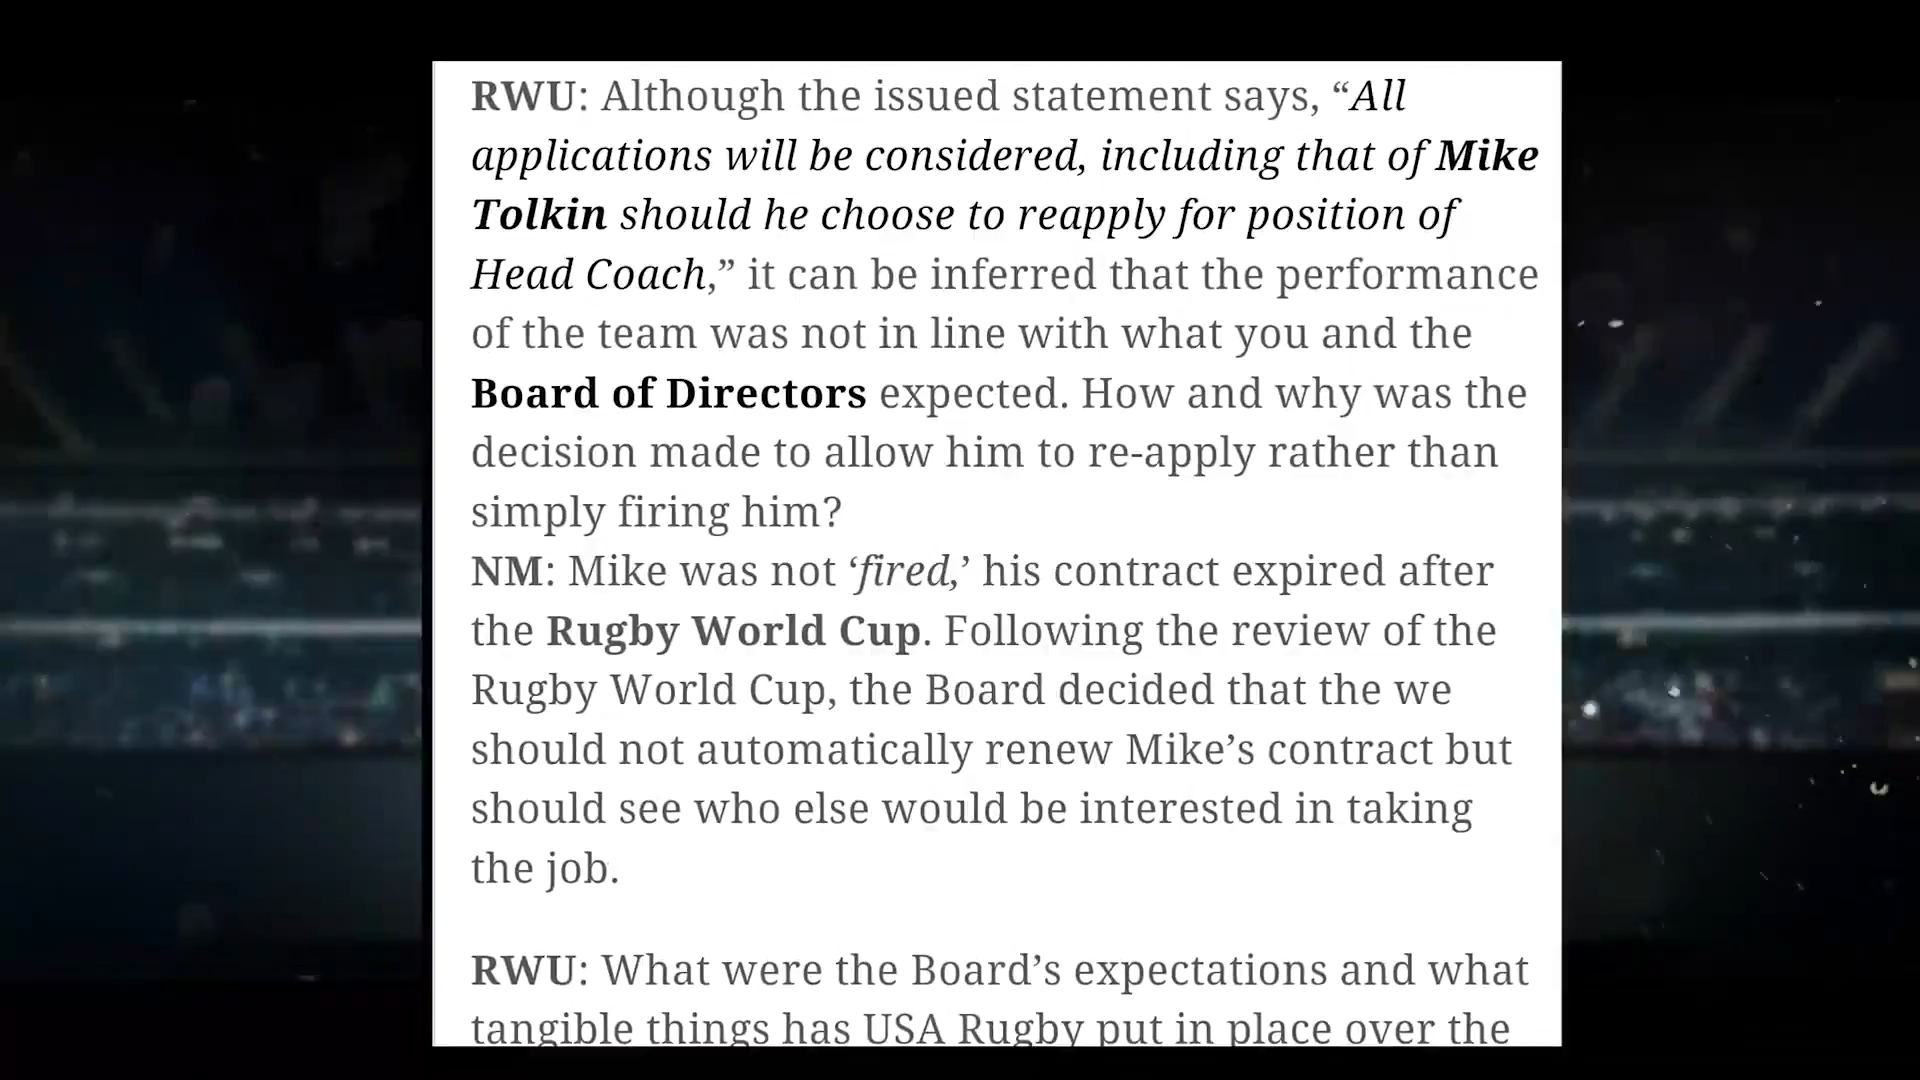 RWU: Although the issued statement says, “All
applications will be considered, including that of Mike
Tolkin should he choose to reapply for position of
Head Coach,” it can be inferred that the performance
of the team was not in line with what you and the
Board of Directors expected. How and why was the
decision made to allow him to re-apply rather than
simply firing him?
NM: Mike was not ‘fired,’ his contract expired after
the Rugby World Cup. Following the review of the
Rugby World Cup, the Board decided that the we
should not automatically renew Mike’s contract but
should see who else would be interested in taking
the job.
RWU: What were the Board’s expectations and what
tangible things has USA Rugby put in place over the